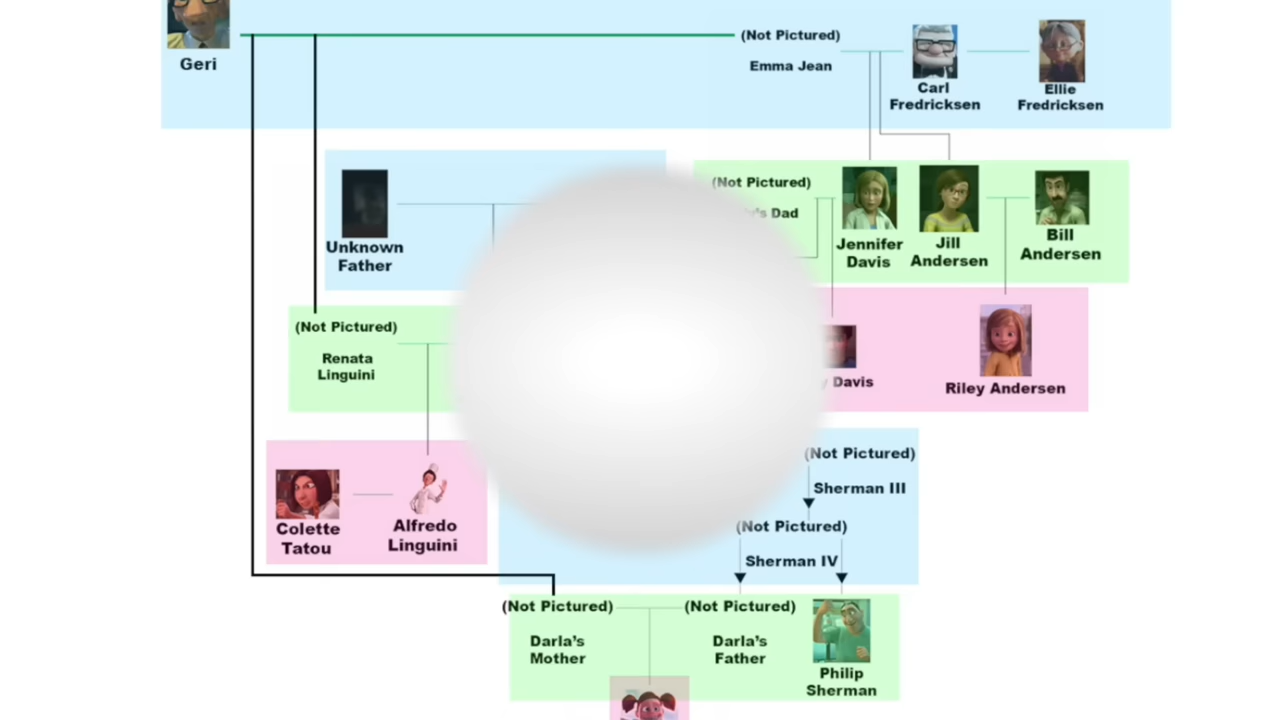 (Not Pictured)
Emma Jean
Geri
Carl
Fredricksen
Ellie
Fredricksen
(Not Pictured)
Dad
Unknown
Father
Jennifer
Davis
Jill
Andersen
Bill
Andersen
(Not Pictured)
Renata
Linguini
Davis
Riley Andersen
(Not Pictured)
Sherman III
Colette
Tatou
Alfredo
Linguini
(Not Pictured)
Sherman IV
(Not Pictured)
Darla's
Mother
(Not Pictured)
Darla's
Father
Philip
Sherman